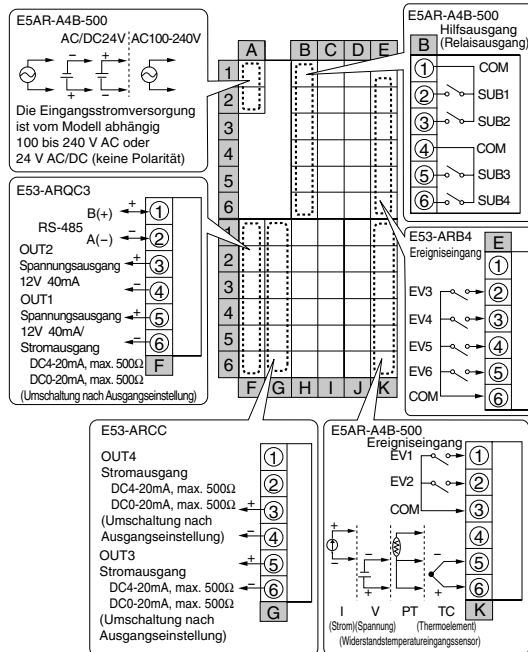 E5AR-A4B-500
AC/DC24V AC100-240V
Die Eingangsstromversorgung
ist vom Modell abhängig
100 bis 240 V AC oder
24 V AC/DC (keine Polarität)
A B C D E
1
2
3
4
5
6
1
2
3
4
5
6
F G H I J K
E5AR-A4B-500
Hilfsausgang
(Relaisausgang)
B
1 COM
2 SUB1
3 SUB2
4 COM
5 SUB3
6 SUB4
E53-ARQC3
B(+) + 1
RS-485
A(−) − 2
OUT2
Spannungsausgang + 3
12V 40mA − 4
OUT1
Spannungsausgang + 5
12V 40mA/
Stromausgang − 6
DC4-20mA, max. 500Ω
DC0-20mA, max. 500Ω
F
(Umschaltung nach Ausgangseinstellung)
E53-ARB4
Ereigniseingang
E
1
EV3 2
EV4 3
EV5 4
EV6 5
COM 6
E53-ARCC
OUT4 1
Stromausgang 2
DC4-20mA, max. 500Ω
DC0-20mA, max. 500Ω + 3
(Umschaltung nach
Ausgangseinstellung) − 4
OUT3 + 5
Stromausgang
DC4-20mA, max. 500Ω − 6
DC0-20mA, max. 500Ω
(Umschaltung nach
Ausgangseinstellung)
G
E5AR-A4B-500
Ereigniseingang
EV1 1
EV2 2
COM 3
4
5
6
+ − − +
I V PT TC K
(Strom) (Spannung) (Thermoelement)
(Widerstandstemperatureingangssensor)